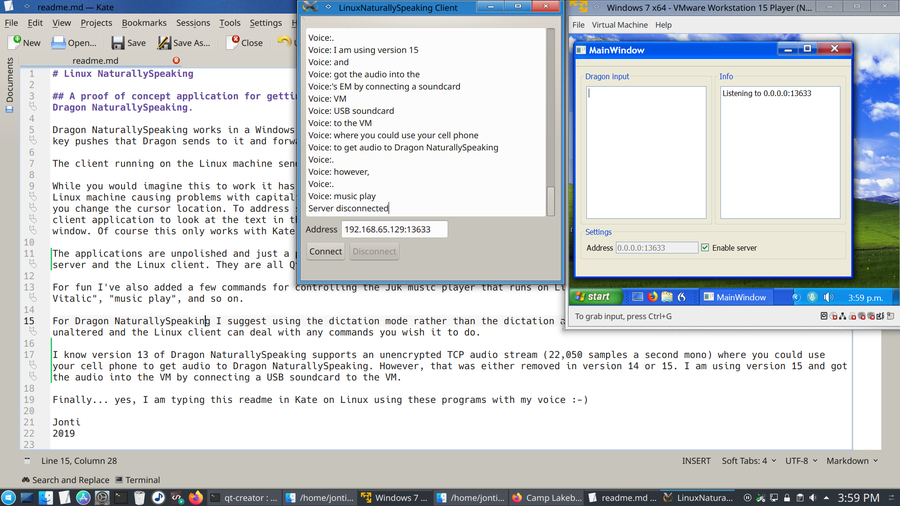 readme.md — Kate
File
Edit
View
Projects
Bookmarks
Sessions
Tools
Settings
New
Open...
Save
Save As...
Close
Documents
readme.md
1 # Linux NaturallySpeaking
2
3 ## A proof of concept application for gettin
Dragon NaturallySpeaking.
4
5 Dragon NaturallySpeaking works in a Windows
key pushes that Dragon sends to it and forwa
6
7 The client running on the Linux machine send
8
9 While you would imagine this to work it has
Linux machine causing problems with capital
you change the cursor location. To address
client application to look at the text in th
window. Of course this only works with Kate
10
11 The applications are unpolished and just a p
server and the Linux client. They are all Q
12
13 For fun I've also added a few commands for controlling the Juk music player that runs on L
Vitalic", "music play", and so on.
14
15 For Dragon NaturallySpeaking I suggest using the dictation mode rather than the dictation a
unaltered and the Linux client can deal with any commands you wish it to do.
16
17 I know version 13 of Dragon NaturallySpeaking supports an unencrypted TCP audio stream (22,050 samples a second mono) where you could use
your cell phone to get audio to Dragon NaturallySpeaking. However, that was either removed in version 14 or 15. I am using version 15 and got
the audio into the VM by connecting a USB soundcard to the VM.
18
19 Finally... yes, I am typing this readme in Kate on Linux using these programs with my voice :-)
20
21 Jonti
22 2019
23
Line 15, Column 28
INSERT
Soft Tabs: 4
UTF-8
Markdown
Search and Replace
Terminal
LinuxNaturallySpeaking Client
Voice:.
Voice: I am using version 15
Voice: and
Voice: got the audio into the
Voice:'s EM by connecting a soundcard
Voice: VM
Voice: USB soundcard
Voice: to the VM
Voice: where you could use your cell phone
Voice: to get audio to Dragon NaturallySpeaking
Voice:.
Voice: however,
Voice:.
Voice: music play
Server disconnected
Address 192.168.65.129:13633
Connect
Disconnect
Windows 7 x64 - VMware Workstation 15 Player (N...
File
Virtual Machine
Help
MainWindow
Dragon input
Info
Listening to 0.0.0.0:13633
Settings
Address 0.0.0.0:13633 Enable server
start
MainWindow
3:59 p.m.
To grab input, press Ctrl+G
qt-creator :
/home/jonti
Windows 7
/home/jonti
Camp Lakeb
readme.md
LinuxNatura
3:59 PM